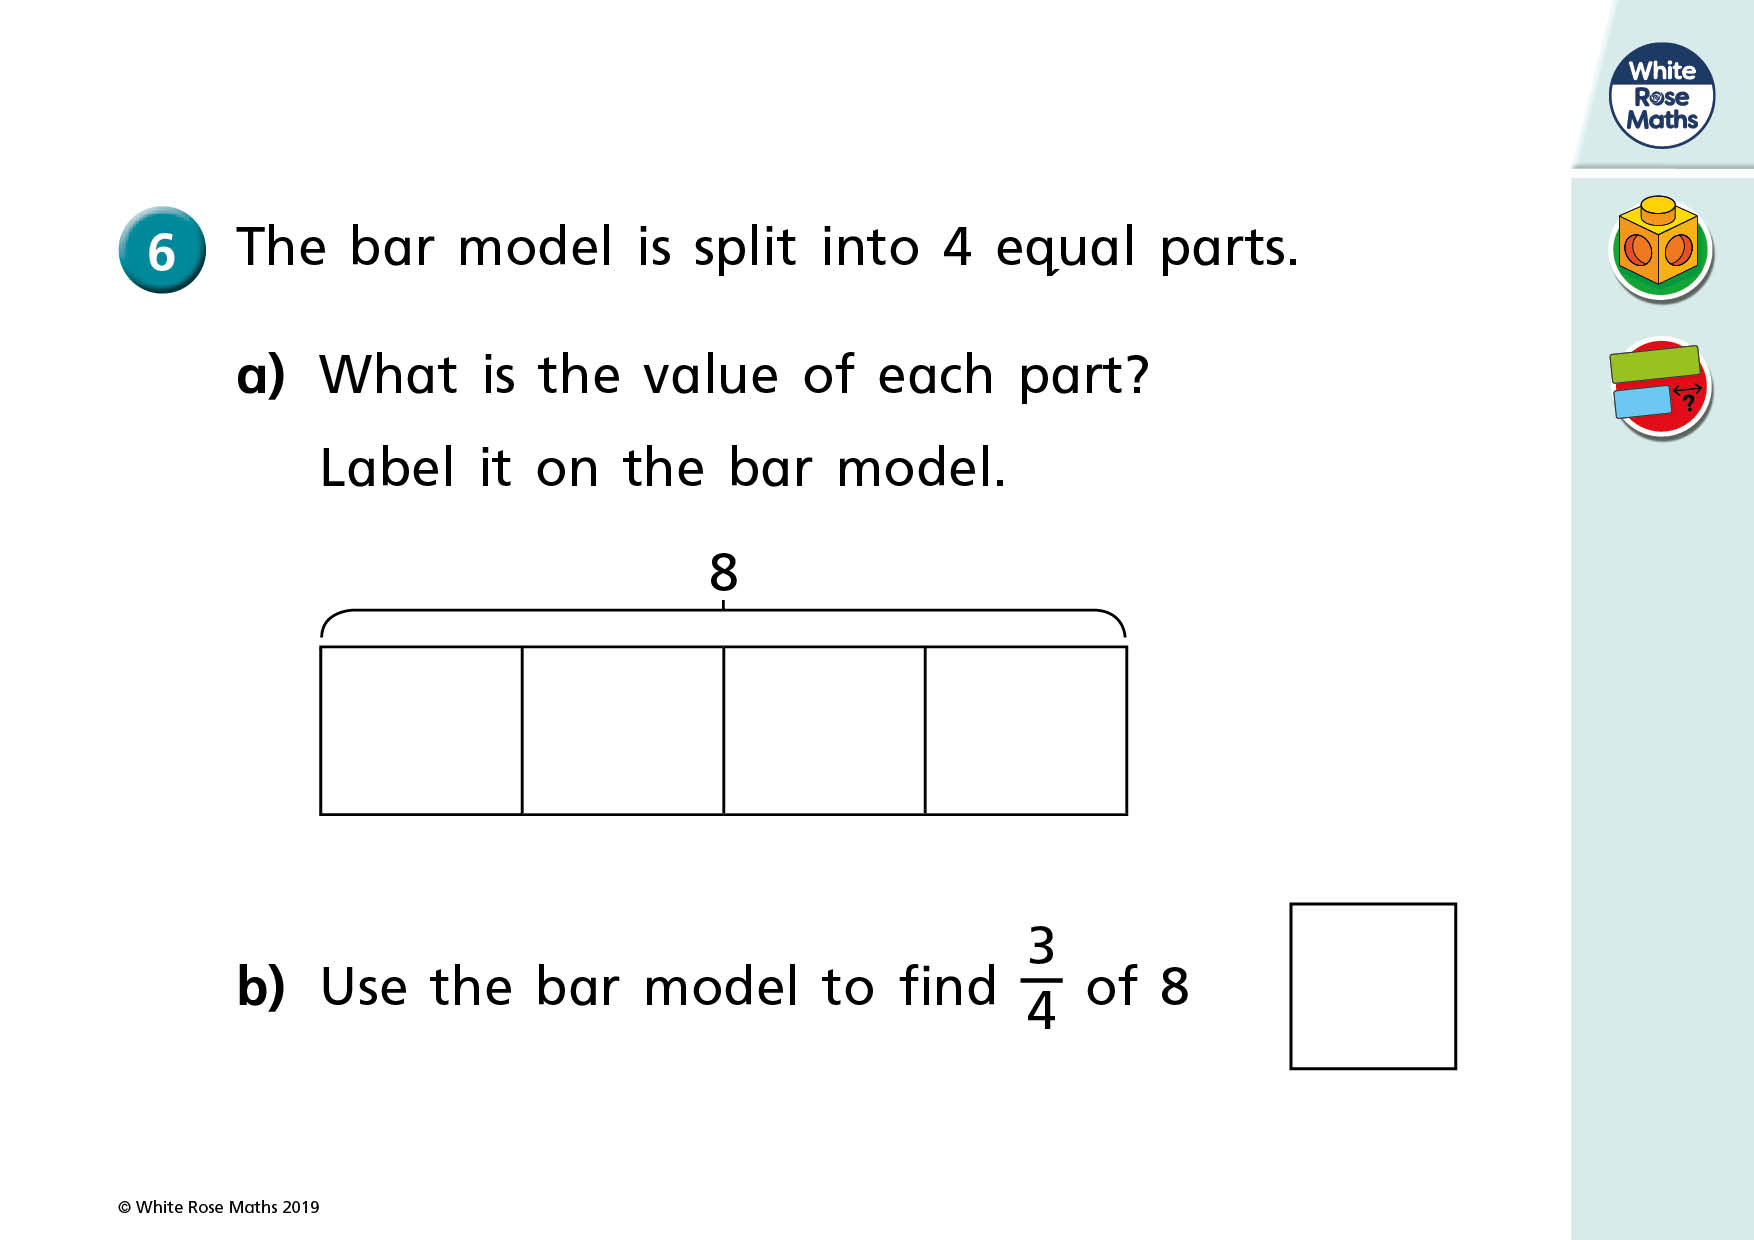 White
Rose
Maths
6 The bar model is split into 4 equal parts.
a) What is the value of each part?
Label it on the bar model.
8
?
b) Use the bar model to find 3/4 of 8
© White Rose Maths 2019